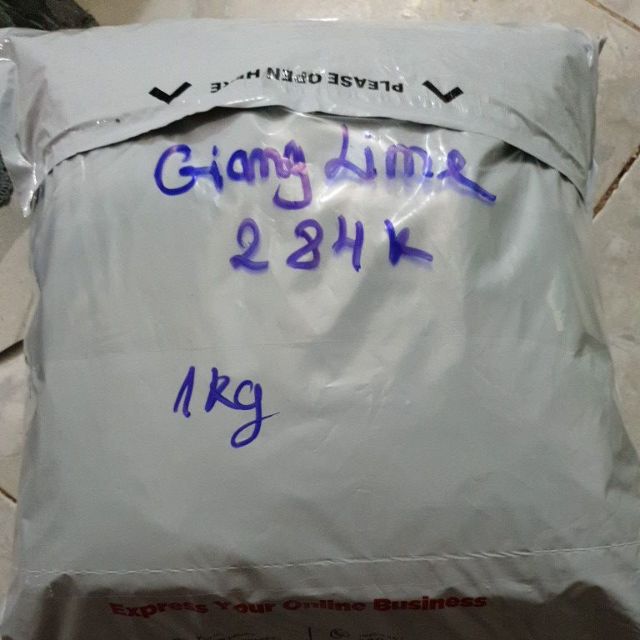 PLEASE OPEN HERE
Giang Lime
284k
1kg
Express Your Online Business